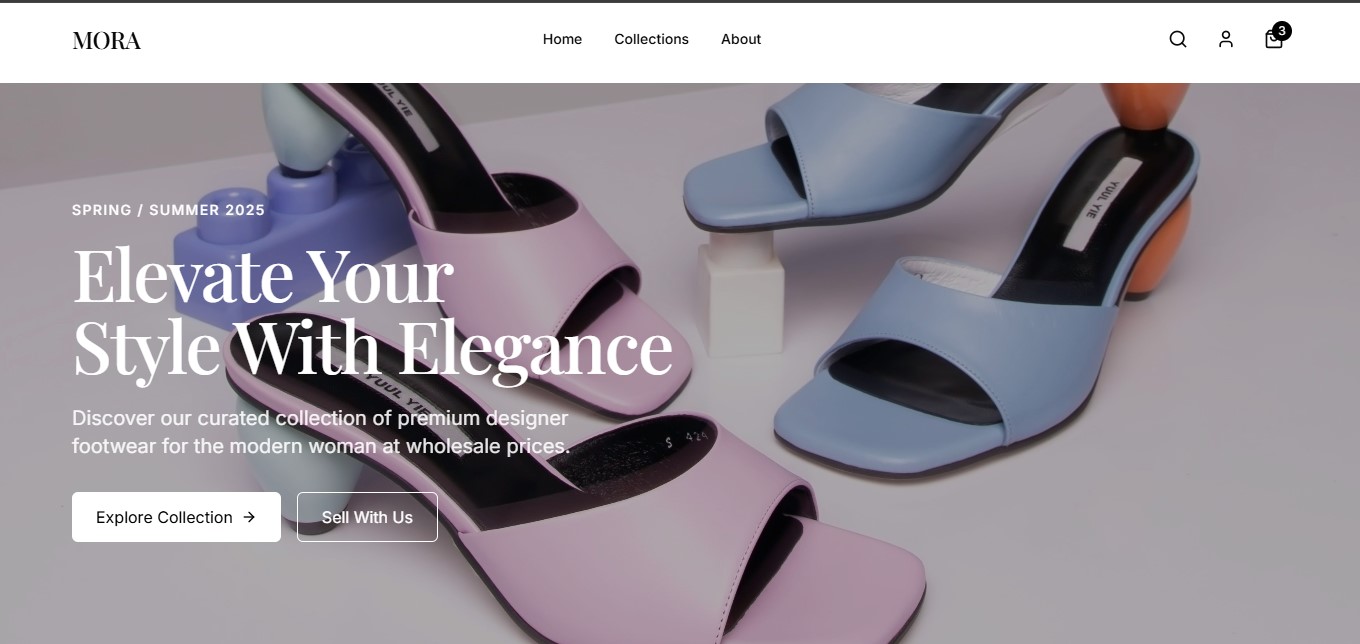 MORA
Home
Collections
About
3
SPRING / SUMMER 2025
Elevate Your
Style With Elegance
Discover our curated collection of premium designer
footwear for the modern woman at wholesale prices.
Explore Collection →
Sell With Us
YUUL YIE
YUUL YIE
YUUL YIE
S 424